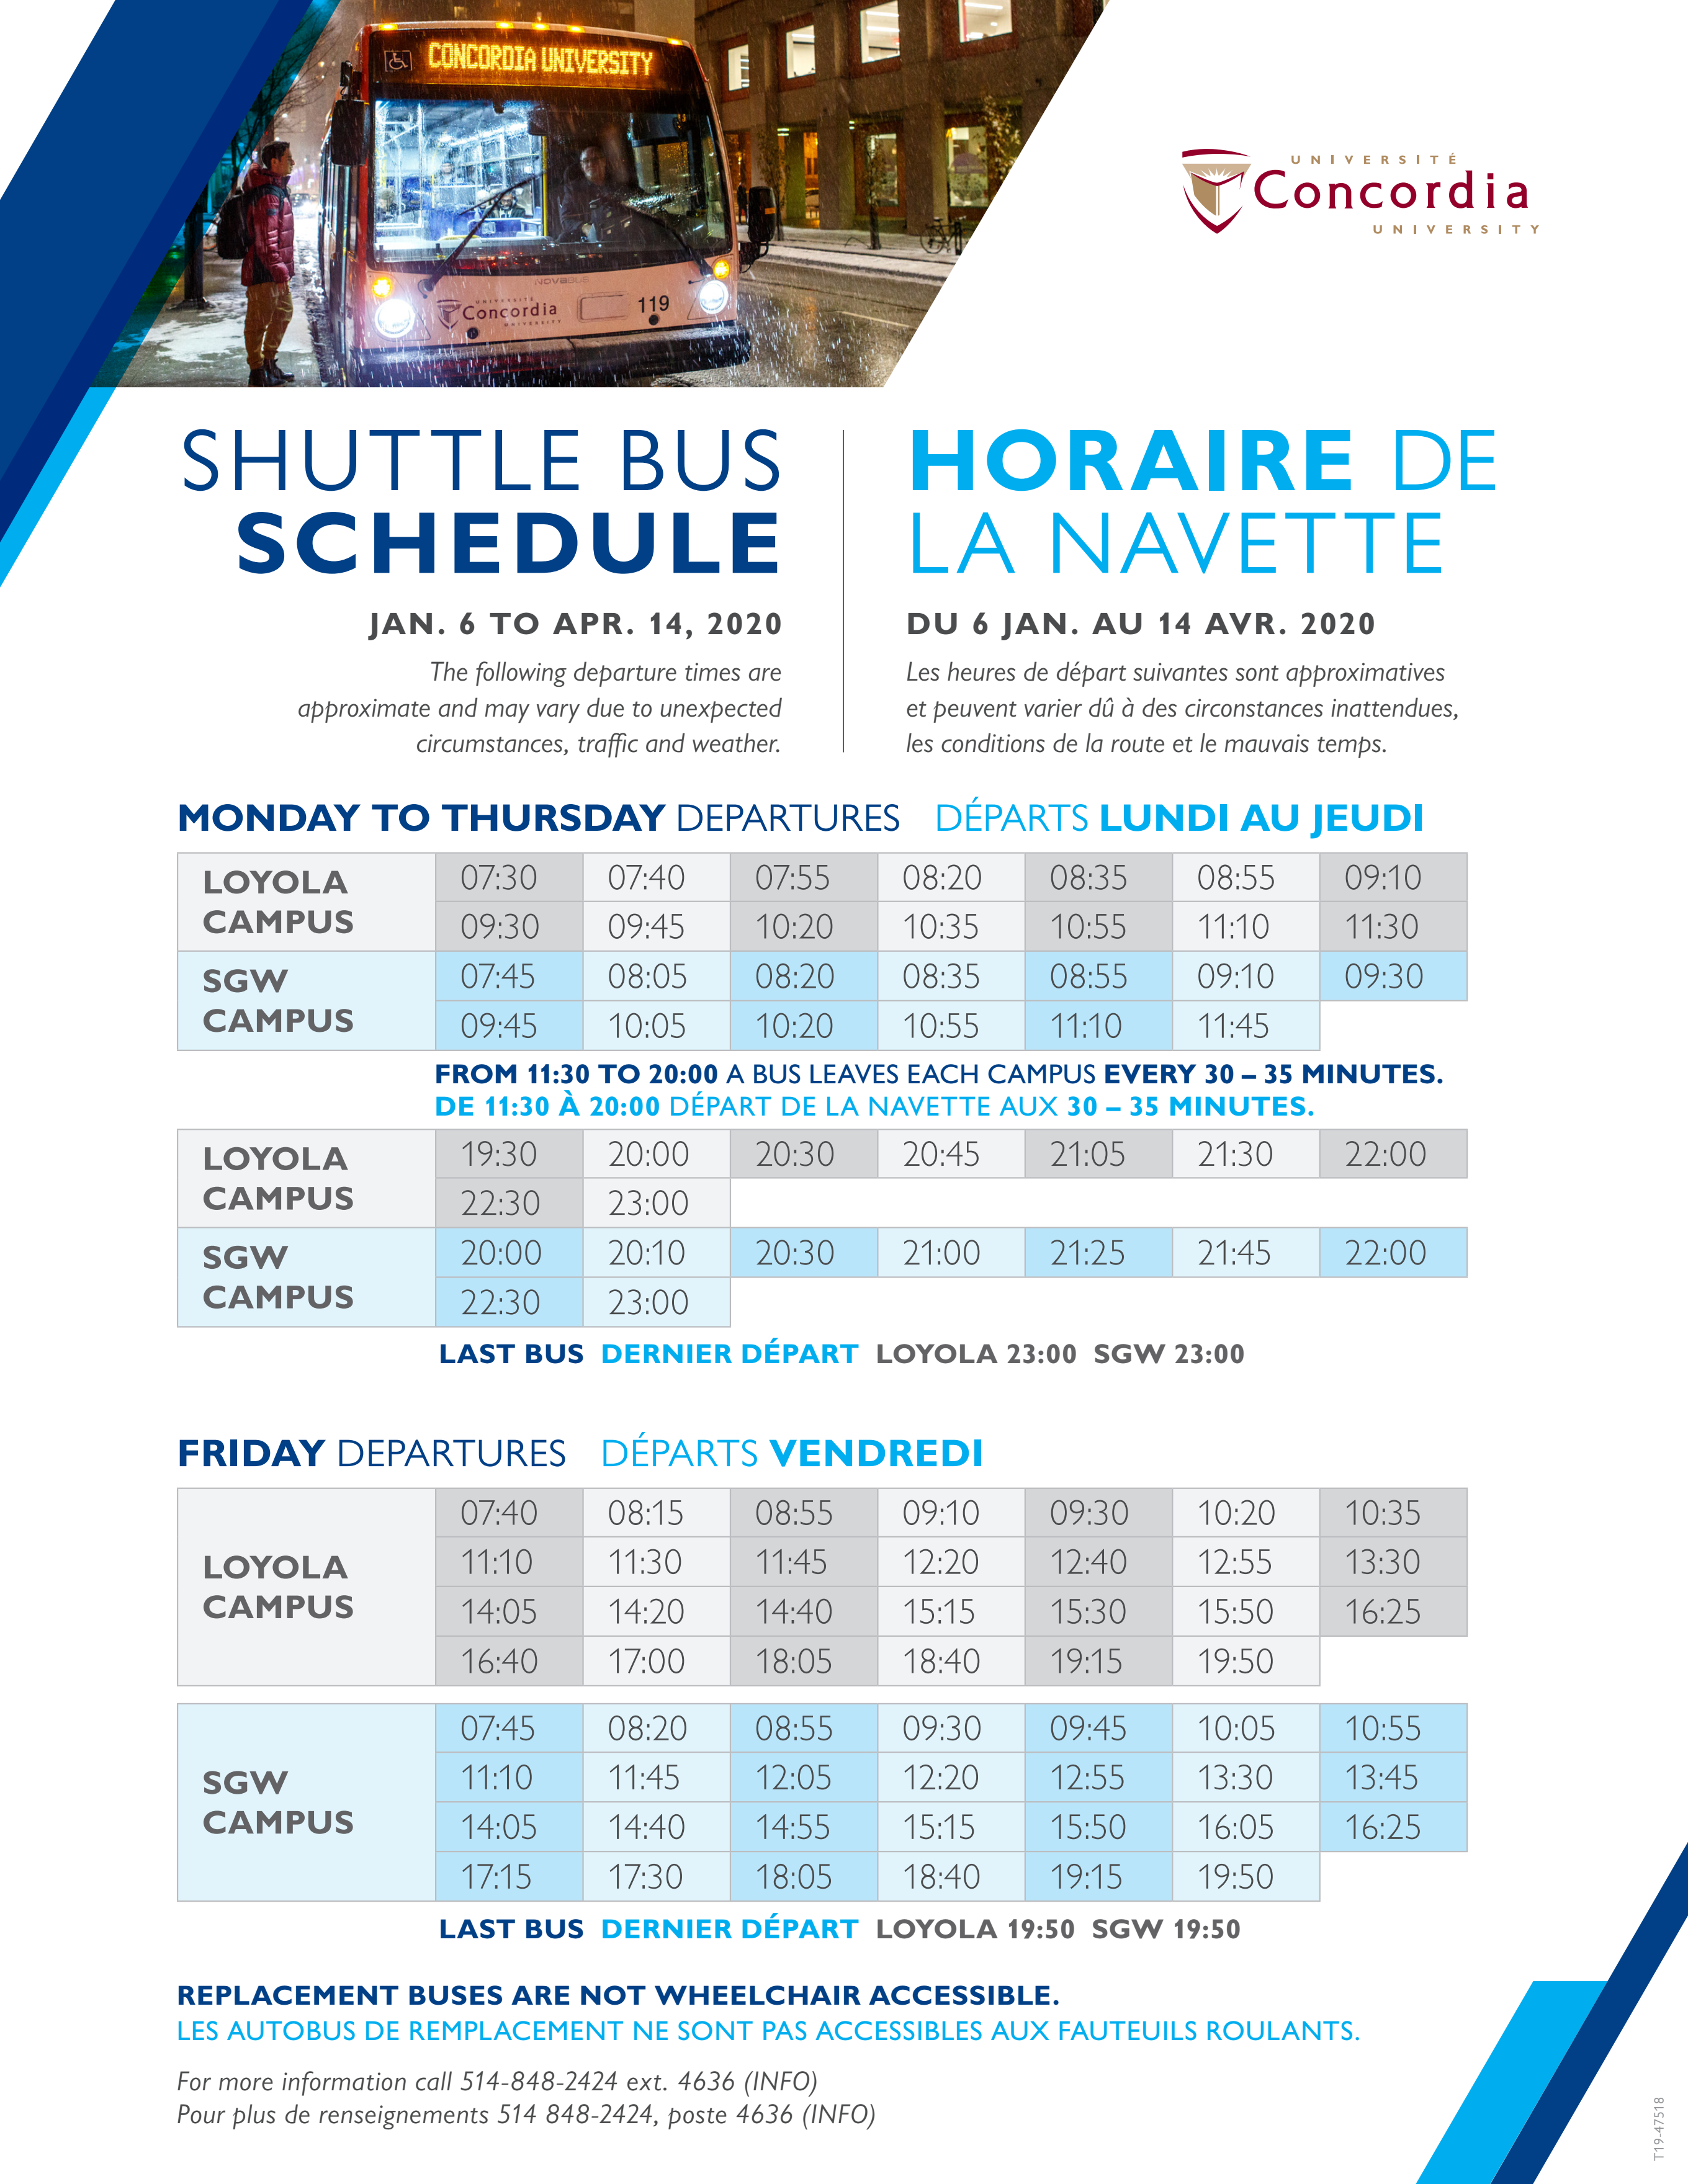 CONCORDIA UNIVERSITY
NOVABUS
UNIVERSITÉ
Concordia
UNIVERSITY
119
UNIVERSITÉ
Concordia
UNIVERSITY
SHUTTLE BUS
SCHEDULE
JAN. 6 TO APR. 14, 2020
The following departure times are
approximate and may vary due to unexpected
circumstances, traffic and weather.
HORAIRE DE
LA NAVETTE
DU 6 JAN. AU 14 AVR. 2020
Les heures de départ suivantes sont approximatives
et peuvent varier dû à des circonstances inattendues,
les conditions de la route et le mauvais temps.
MONDAY TO THURSDAY DEPARTURES DÉPARTS LUNDI AU JEUDI
LOYOLA
CAMPUS
07:30 07:40 07:55 08:20 08:35 08:55 09:10
09:30 09:45 10:20 10:35 10:55 11:10 11:30
SGW
CAMPUS
07:45 08:05 08:20 08:35 08:55 09:10 09:30
09:45 10:05 10:20 10:55 11:10 11:45
FROM 11:30 TO 20:00 A BUS LEAVES EACH CAMPUS EVERY 30 – 35 MINUTES.
DE 11:30 À 20:00 DÉPART DE LA NAVETTE AUX 30 – 35 MINUTES.
LOYOLA
CAMPUS
19:30 20:00 20:30 20:45 21:05 21:30 22:00
22:30 23:00
SGW
CAMPUS
20:00 20:10 20:30 21:00 21:25 21:45 22:00
22:30 23:00
LAST BUS DERNIER DÉPART LOYOLA 23:00 SGW 23:00
FRIDAY DEPARTURES DÉPARTS VENDREDI
LOYOLA
CAMPUS
07:40 08:15 08:55 09:10 09:30 10:20 10:35
11:10 11:30 11:45 12:20 12:40 12:55 13:30
14:05 14:20 14:40 15:15 15:30 15:50 16:25
16:40 17:00 18:05 18:40 19:15 19:50
SGW
CAMPUS
07:45 08:20 08:55 09:30 09:45 10:05 10:55
11:10 11:45 12:05 12:20 12:55 13:30 13:45
14:05 14:40 14:55 15:15 15:50 16:05 16:25
17:15 17:30 18:05 18:40 19:15 19:50
LAST BUS DERNIER DÉPART LOYOLA 19:50 SGW 19:50
REPLACEMENT BUSES ARE NOT WHEELCHAIR ACCESSIBLE.
LES AUTOBUS DE REMPLACEMENT NE SONT PAS ACCESSIBLES AUX FAUTEUILS ROULANTS.
For more information call 514-848-2424 ext. 4636 (INFO)
Pour plus de renseignements 514 848-2424, poste 4636 (INFO)
T19-47518